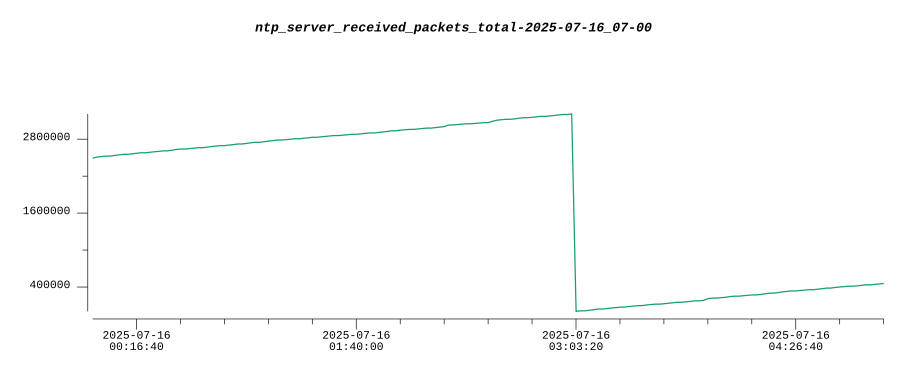 ntp_server_received_packets_total-2025-07-16_07-00
2800000
1600000
400000
2025-07-16 2025-07-16 2025-07-16 2025-07-16
00:16:40 01:40:00 03:03:20 04:26:40